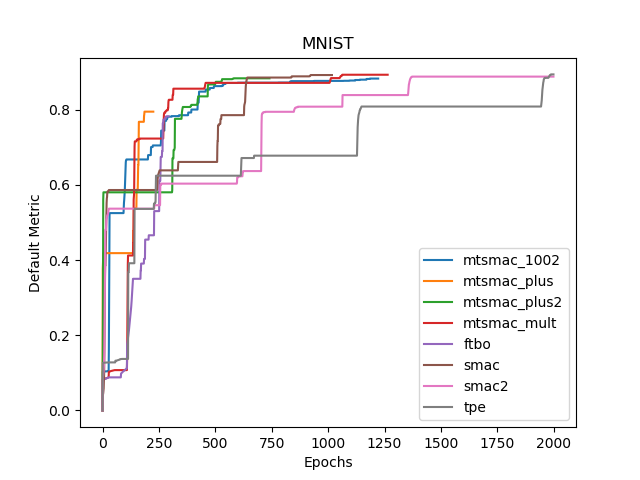 MNIST
Default Metric
0.8
0.6
0.4
0.2
0.0
mtsmac_1002
mtsmac_plus
mtsmac_plus2
mtsmac_mult
ftbo
smac
smac2
tpe
0 250 500 750 1000 1250 1500 1750 2000
Epochs